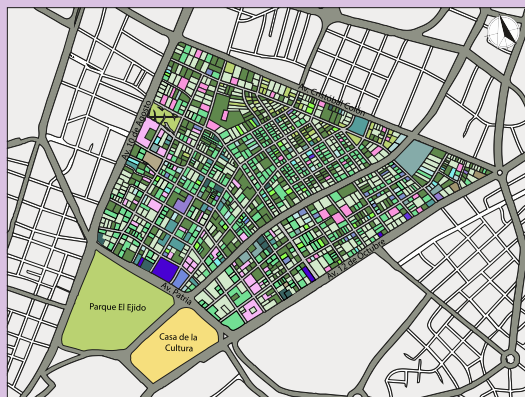 Av. Cristóbal Colón
Av. 10 de Agosto
Av. 12 de Octubre
Av. Patria
Parque El Ejido
Casa de la
Cultura